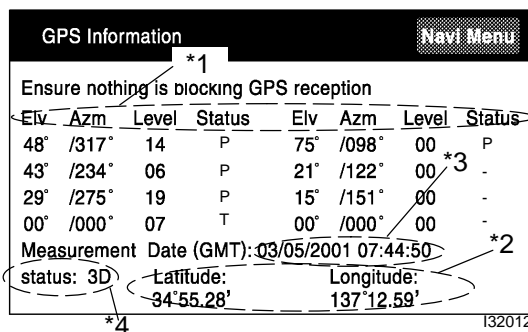 GPS Information Navi Menu
*1
Ensure nothing is blocking GPS reception
Elv Azm Level Status Elv Azm Level Status
48° /317° 14 P 75° /098° 00 P
43° /234° 06 P 21° /122° 00 -
*3
29° /275° 19 P 15° /151° 00 -
00° /000° 07 T 00° /000° 00 -
Measurement Date (GMT): 03/05/2001 07:44:50
*2
status: 3D Latitude: Longitude:
34°55.28' 137°12.59'
*4
I32012